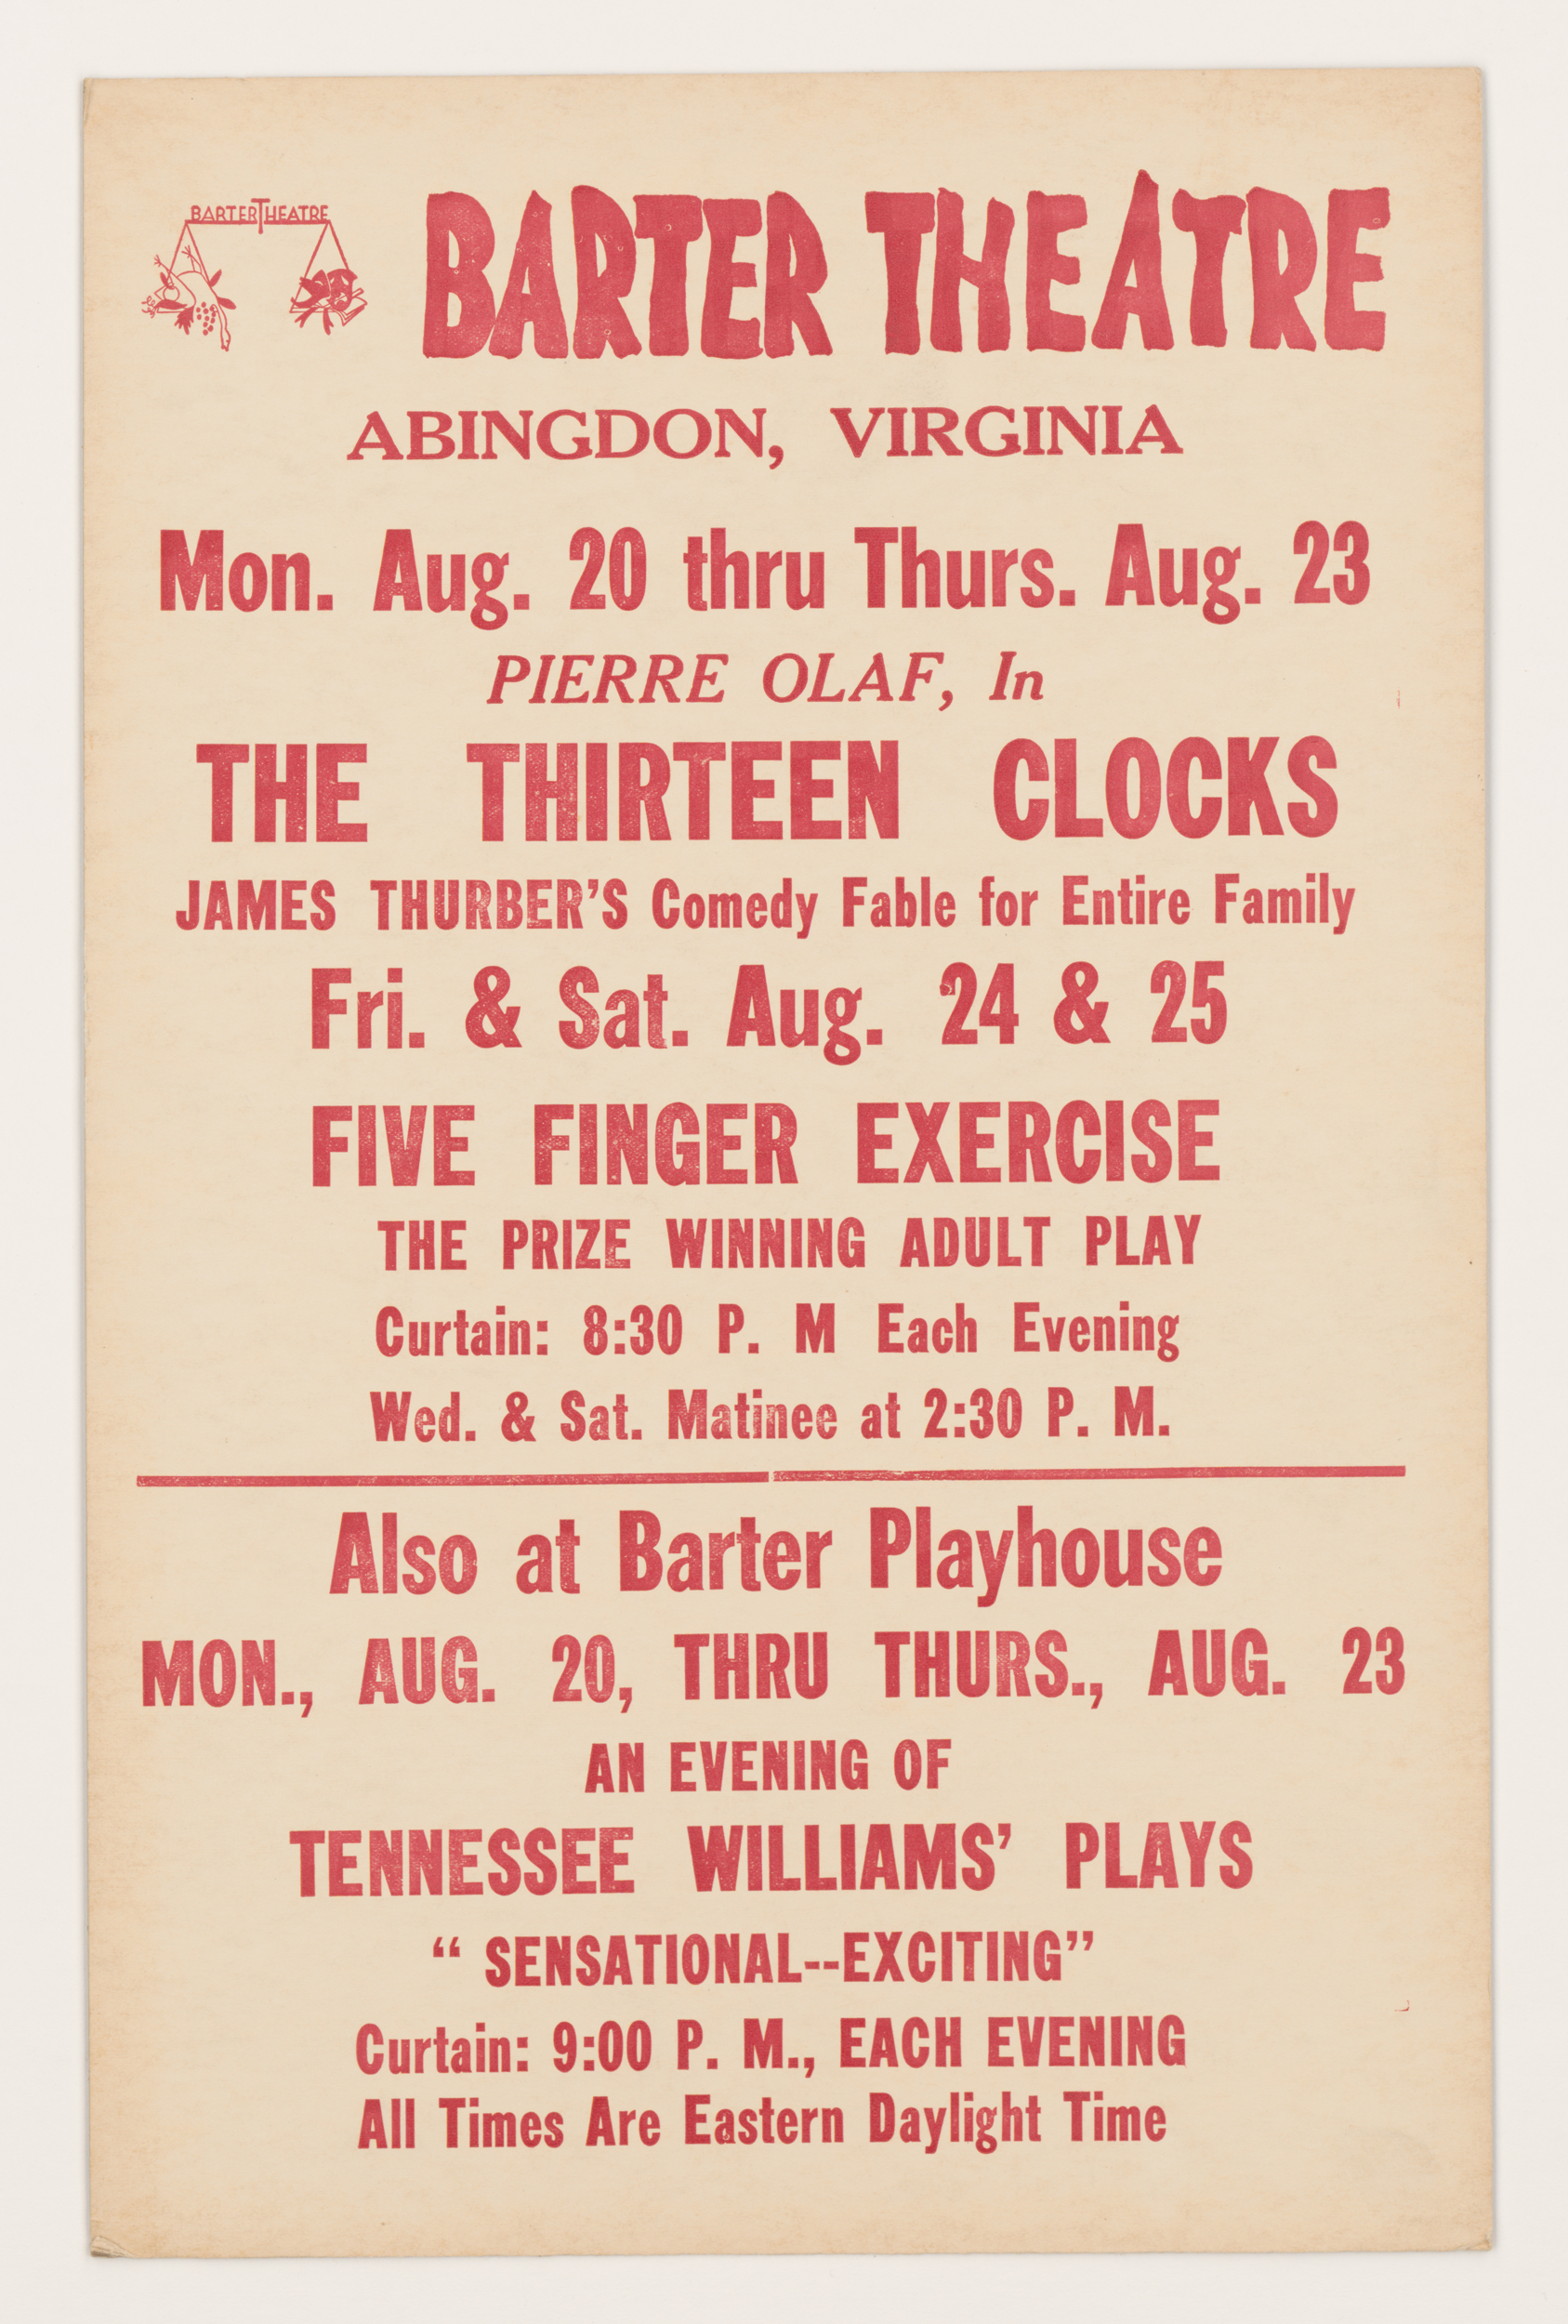 BARTER THEATRE
BARTER THEATRE
ABINGDON, VIRGINIA
Mon. Aug. 20 thru Thurs. Aug. 23
PIERRE OLAF, In
THE THIRTEEN CLOCKS
JAMES THURBER'S Comedy Fable for Entire Family
Fri. & Sat. Aug. 24 & 25
FIVE FINGER EXERCISE
THE PRIZE WINNING ADULT PLAY
Curtain: 8:30 P. M Each Evening
Wed. & Sat. Matinee at 2:30 P. M.
Also at Barter Playhouse
MON., AUG. 20, THRU THURS., AUG. 23
AN EVENING OF
TENNESSEE WILLIAMS' PLAYS
“ SENSATIONAL--EXCITING”
Curtain: 9:00 P. M., EACH EVENING
All Times Are Eastern Daylight Time